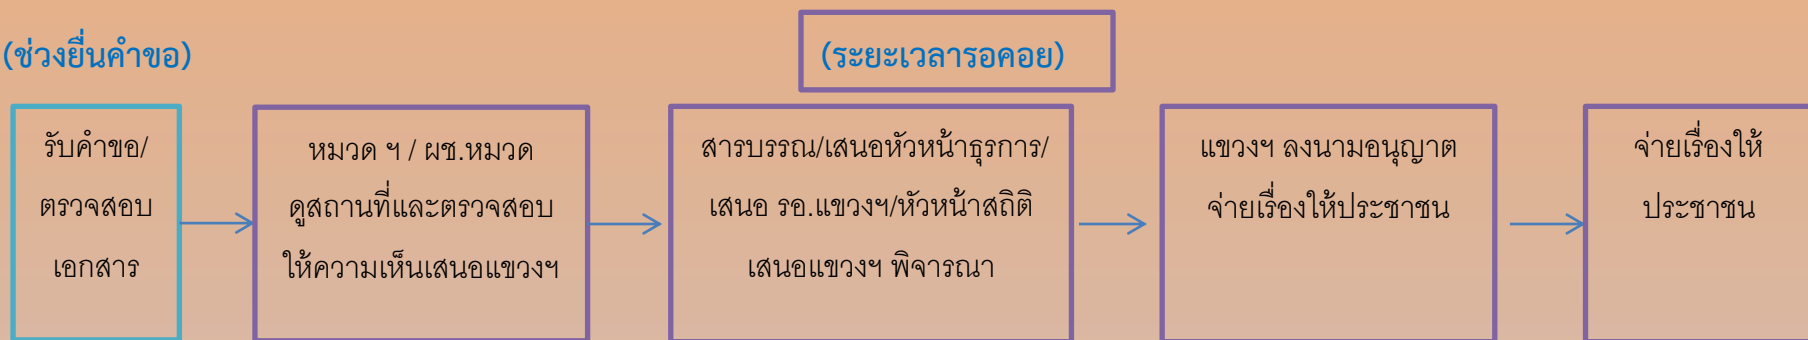 (ช่วงยื่นคำขอ)
(ระยะเวลารอคอย)
รับคำขอ/
ตรวจสอบ
เอกสาร
หมวด ฯ / ผช.หมวด
ดูสถานที่และตรวจสอบ
ให้ความเห็นเสนอแขวงฯ
สารบรรณ/เสนอหัวหน้าธุรการ/
เสนอ รอ.แขวงฯ/หัวหน้าสถิติ
เสนอแขวงฯ พิจารณา
แขวงฯ ลงนามอนุญาต
จ่ายเรื่องให้ประชาชน
จ่ายเรื่องให้
ประชาชน